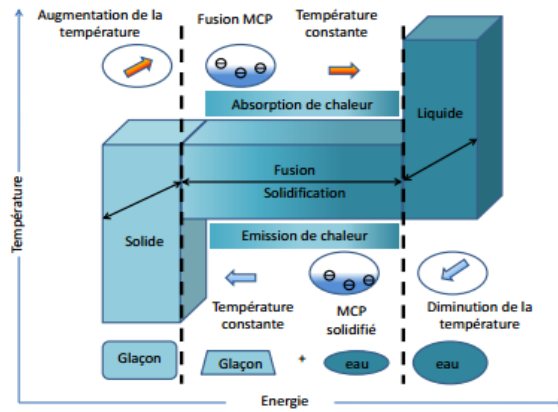 Augmentation de la
température
Fusion MCP
Température
constante
Absorption de chaleur
Liquide
Fusion
Solidification
Solide
Emission de chaleur
Température
constante
MCP
solidifié
Diminution de la
température
Glaçon
Glaçon
+
eau
eau
Température
Energie